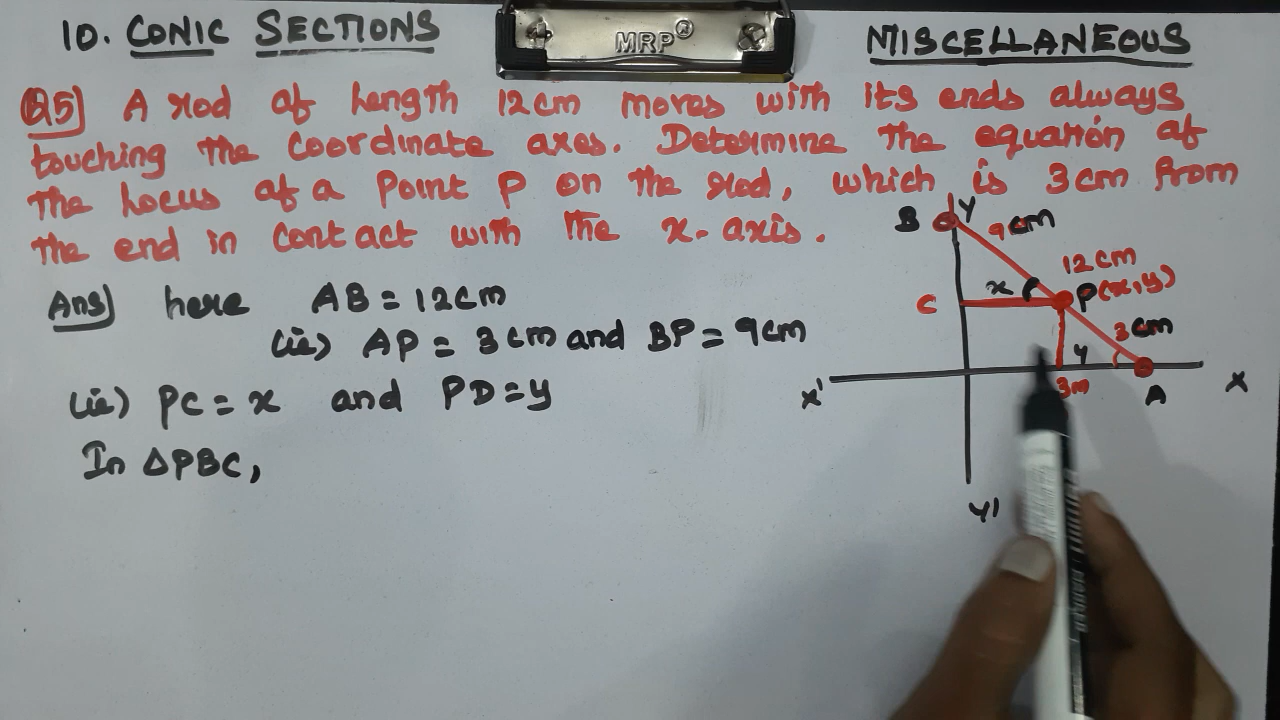 10. CONIC SECTIONS
MRP®
MISCELLANEOUS
Q5] A rod of length 12cm moves with its ends always
touching the coordinate axes. Determine the equation of
the locus of a point P on the rod, which is 3cm from
the end in contact with the x-axis.
B
Y
9cm
12cm
x
P(x,y)
C
3cm
y
X'
3m
A
X
Y'
Ans] here AB = 12cm
(ie) AP = 3cm and BP = 9cm
(ie) PC = x and PD = y
In ΔPBC,